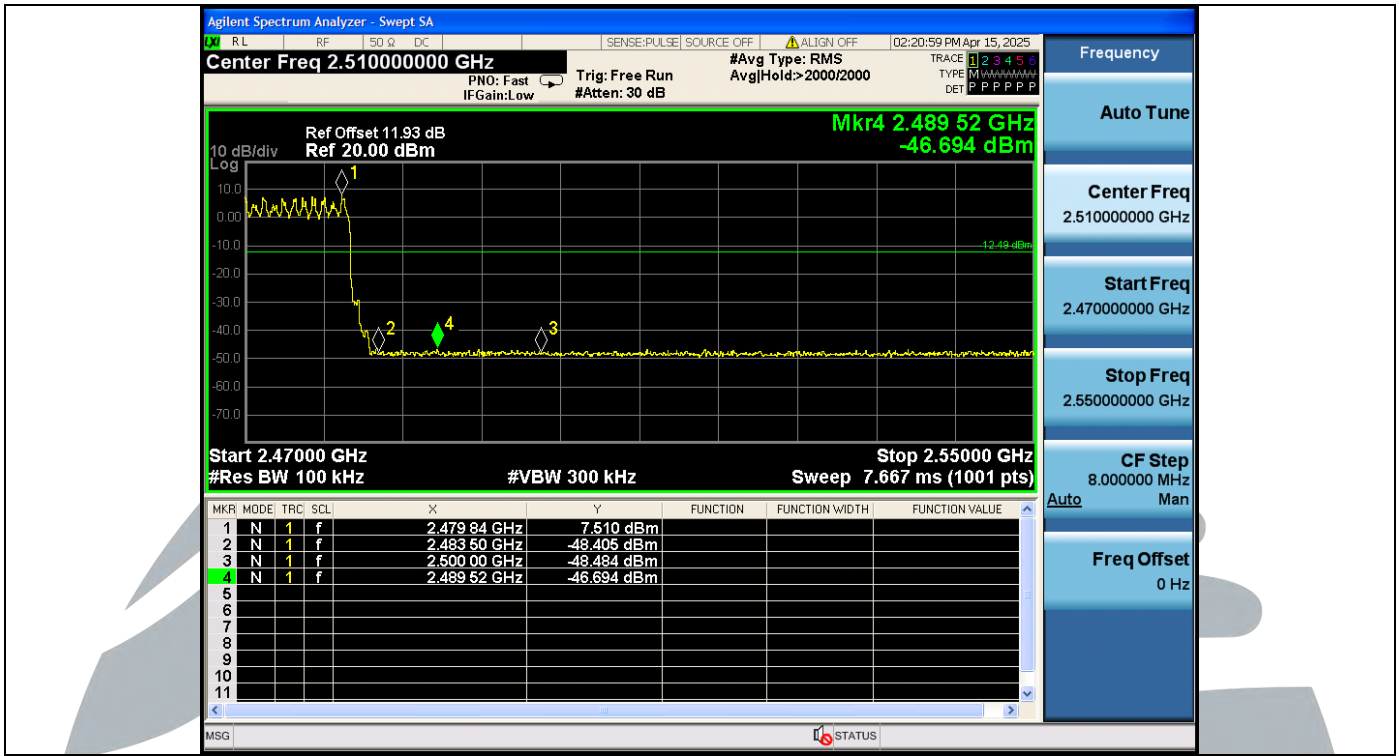 Agilent Spectrum Analyzer - Swept SA
LXI RL RF 50 Ω DC SENSE:PULSE SOURCE OFF ALIGN OFF 02:20:59 PM Apr 15, 2025
Center Freq 2.510000000 GHz
PNO: Fast
IFGain:Low
Trig: Free Run
#Atten: 30 dB
#Avg Type: RMS
Avg|Hold:>2000/2000
TRACE 1 2 3 4 5 6
TYPE M
DET P P P P P P
Mkr4 2.489 52 GHz
-46.694 dBm
Ref Offset 11.93 dB
10 dB/div Ref 20.00 dBm
Log
10.0
0.00
-10.0
-20.0
-30.0
-40.0
-50.0
-60.0
-70.0
1
2
4
3
-12.49 dBm
Start 2.47000 GHz Stop 2.55000 GHz
#Res BW 100 kHz #VBW 300 kHz Sweep 7.667 ms (1001 pts)
MKR MODE TRC SCL X Y FUNCTION FUNCTION WIDTH FUNCTION VALUE
1 N 1 f 2.479 84 GHz 7.510 dBm
2 N 1 f 2.483 50 GHz -48.405 dBm
3 N 1 f 2.500 00 GHz -48.484 dBm
4 N 1 f 2.489 52 GHz -46.694 dBm
5
6
7
8
9
10
11
MSG STATUS
Frequency
Auto Tune
Center Freq
2.510000000 GHz
Start Freq
2.470000000 GHz
Stop Freq
2.550000000 GHz
CF Step
8.000000 MHz
Auto Man
Freq Offset
0 Hz